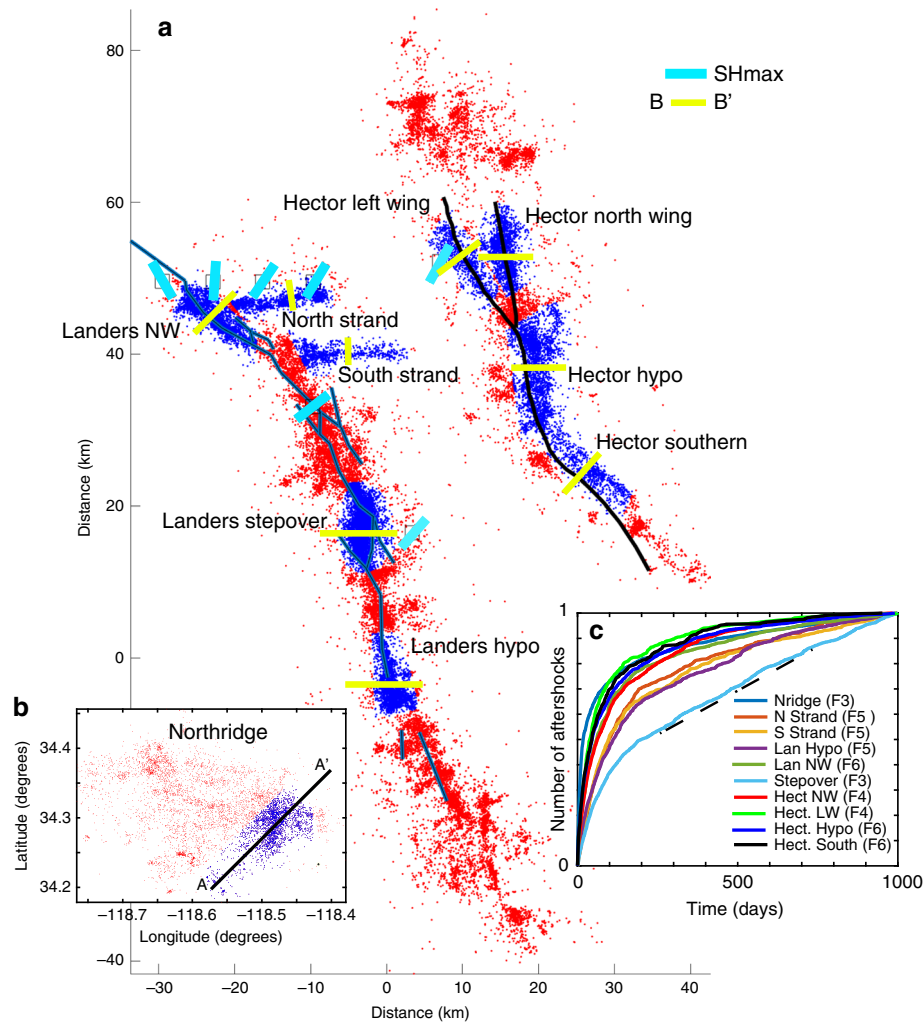 a
80
60
40
20
0
−20
−40
Distance (km)
−30
−20
−10
0
10
20
30
40
Distance (km)
SHmax
B B'
Hector left wing
Hector north wing
Landers NW
North strand
South strand
Hector hypo
Hector southern
Landers stepover
Landers hypo
b
Northridge
34.4
34.3
34.2
Latitude (degrees)
A'
A
−118.7
−118.6
−118.5
−118.4
Longitude (degrees)
c
1
0
Number of aftershocks
Nridge (F3)
N Strand (F5 )
S Strand (F5)
Lan Hypo (F5)
Lan NW (F6)
Stepover (F3)
Hect NW (F4)
Hect. LW (F4)
Hect. Hypo (F6)
Hect. South (F6)
0
500
1000
Time (days)